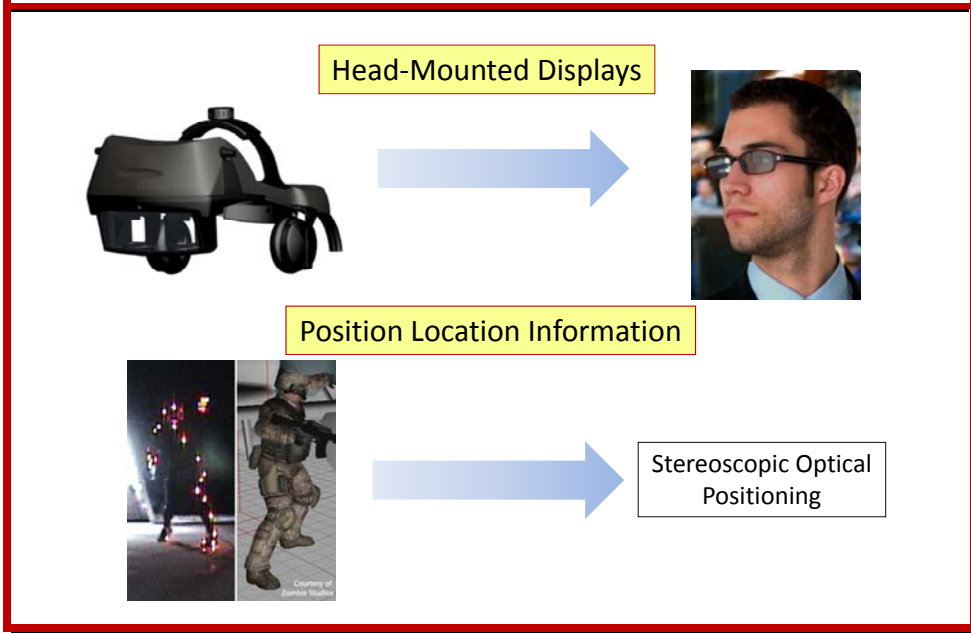 Head-Mounted Displays
Position Location Information
Stereoscopic Optical
Positioning
Courtesy of
Zombie Studios